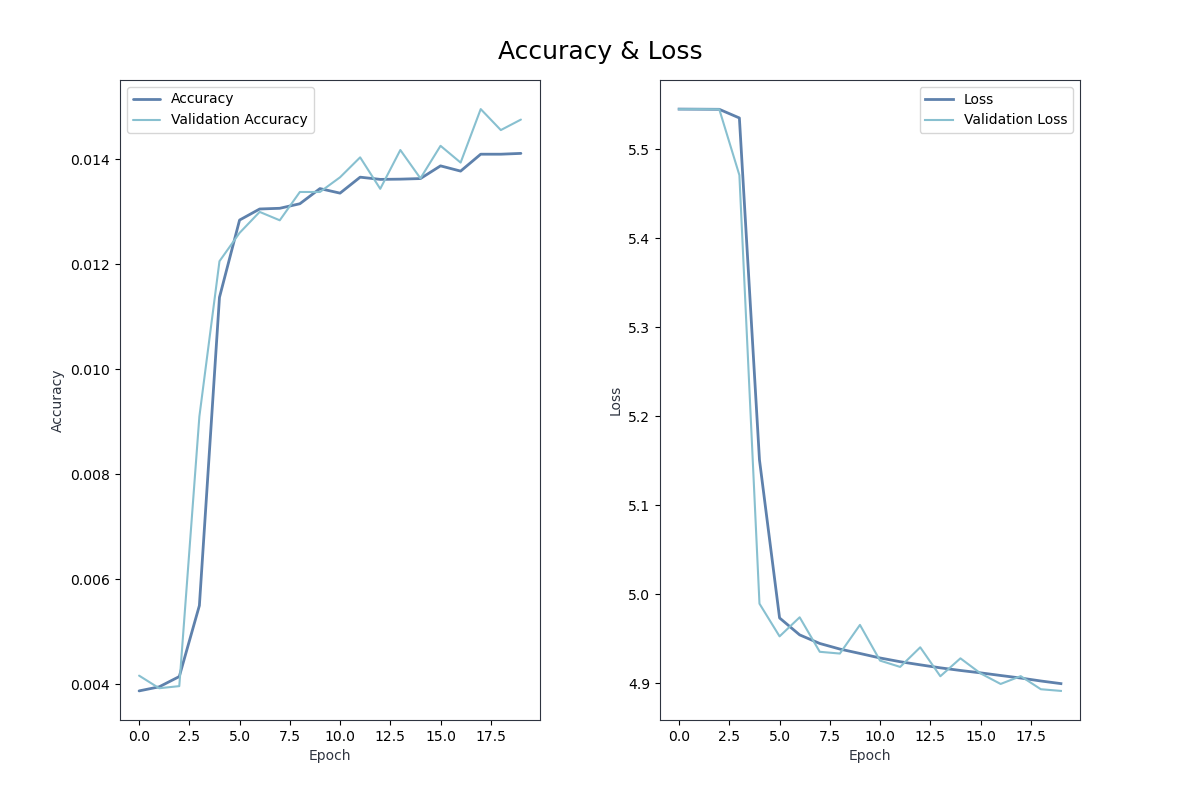 Accuracy & Loss
Accuracy
Validation Accuracy
0.014
0.012
0.010
0.008
0.006
0.004
Accuracy
0.0 2.5 5.0 7.5 10.0 12.5 15.0 17.5
Epoch
Loss
Validation Loss
5.5
5.4
5.3
5.2
5.1
5.0
4.9
Loss
0.0 2.5 5.0 7.5 10.0 12.5 15.0 17.5
Epoch